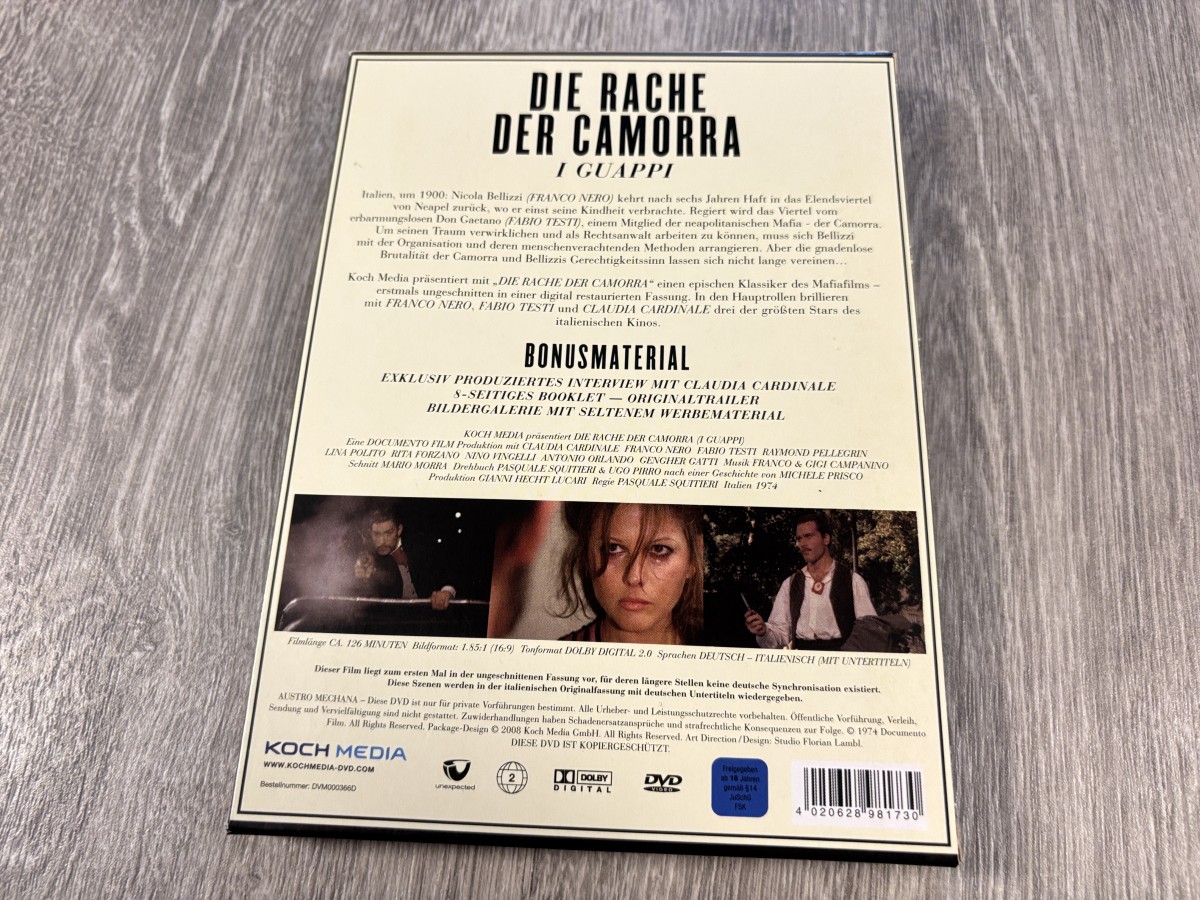 DIE RACHE
DER CAMORRA
I GUAPPI
Italien, um 1900: Nicola Bellizzi (FRANCO NERO) kehrt nach sechs Jahren Haft in das Elendsviertel
von Neapel zurück, wo er einst seine Kindheit verbrachte. Regiert wird das Viertel vom
erbarmungslosen Don Gaetano (FABIO TESTI), einem Mitglied der neapolitanischen Mafia - der Camorra.
Um seinen Traum verwirklichen und als Rechtsanwalt arbeiten zu können, muss sich Bellizzi
mit der Organisation und deren menschenverachtenden Methoden arrangieren. Aber die gnadenlose
Brutalität der Camorra und Bellizzis Gerechtigkeitssinn lassen sich nicht lange vereinen…
Koch Media präsentiert mit „DIE RACHE DER CAMORRA“ einen epischen Klassiker des Mafiafilms –
erstmals ungeschnitten in einer digital restaurierten Fassung. In den Hauptrollen brillieren
mit FRANCO NERO, FABIO TESTI und CLAUDIA CARDINALE drei der größten Stars des
italienischen Kinos.
BONUSMATERIAL
EXKLUSIV PRODUZIERTES INTERVIEW MIT CLAUDIA CARDINALE
8-SEITIGES BOOKLET — ORIGINALTRAILER
BILDERGALERIE MIT SELTENEM WERBEMATERIAL
KOCH MEDIA präsentiert DIE RACHE DER CAMORRA (I GUAPPI)
Eine DOCUMENTO FILM Produktion mit CLAUDIA CARDINALE FRANCO NERO FABIO TESTI RAYMOND PELLEGRIN
LINA POLITO RITA FORZANO NINO VINGELLI ANTONIO ORLANDO GENGHER GATTI Musik FRANCO & GIGI CAMPANINO
Schnitt MARIO MORRA Drehbuch PASQUALE SQUITIERI & UGO PIRRO nach einer Geschichte von MICHELE PRISCO
Produktion GIANNI HECHT LUCARI Regie PASQUALE SQUITIERI Italien 1974
Filmlänge CA. 126 MINUTEN Bildformat: 1.85:1 (16:9) Tonformat DOLBY DIGITAL 2.0 Sprachen DEUTSCH – ITALIENISCH (MIT UNTERTITELN)
Dieser Film liegt zum ersten Mal in der ungeschnittenen Fassung vor, für deren längere Stellen keine deutsche Synchronisation existiert.
Diese Szenen werden in der italienischen Originalfassung mit deutschen Untertiteln wiedergegeben.
AUSTRO MECHANA – Diese DVD ist nur für private Vorführungen bestimmt. Alle Urheber- und Leistungsschutzrechte vorbehalten. Öffentliche Vorführung, Verleih,
Sendung und Vervielfältigung sind nicht gestattet. Zuwiderhandlungen haben Schadenersatzansprüche und strafrechtliche Konsequenzen zur Folge. © 1974 Documento
Film. All Rights Reserved. Package-Design © 2008 Koch Media GmbH. All Rights Reserved. Art Direction/Design: Studio Florian Lambl.
DIESE DVD IST KOPIERGESCHÜTZT.
KOCH MEDIA
WWW.KOCHMEDIA-DVD.COM
Bestellnummer: DVM000366D
unexpected
2
DOLBY
DIGITAL
DVD
VIDEO
Freigegeben
ab 16 Jahren
gemäß §14
JuSchG
FSK
4 020628 981730